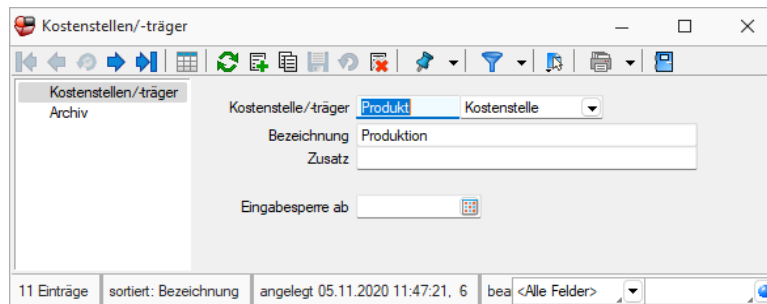 Kostenstellen/-träger
Kostenstellen/-träger
Archiv
Kostenstelle/-träger Produkt Kostenstelle
Bezeichnung Produktion
Zusatz
Eingabesperre ab
11 Einträge sortiert: Bezeichnung angelegt 05.11.2020 11:47:21, 6 bea <Alle Felder>